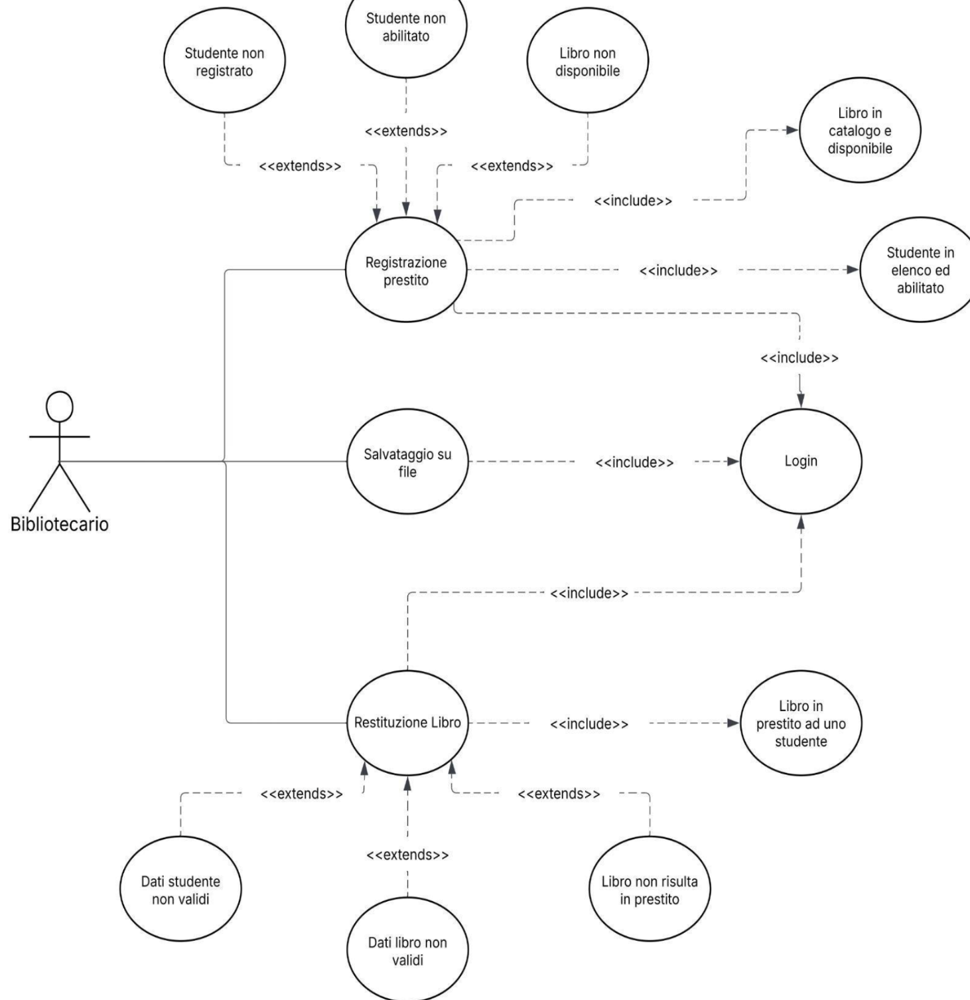 Studente non
abilitato
Studente non
registrato
Libro non
disponibile
Libro in
catalogo e
disponibile
<<extends>>
<<extends>>
<<extends>>
<<include>>
Registrazione
prestito
<<include>>
Studente in
elenco ed
abilitato
<<include>>
Bibliotecario
Salvataggio su
file
<<include>>
Login
<<include>>
Restituzione Libro
<<include>>
Libro in
prestito ad uno
studente
<<extends>>
<<extends>>
<<extends>>
Dati studente
non validi
Dati libro non
validi
Libro non risulta
in prestito